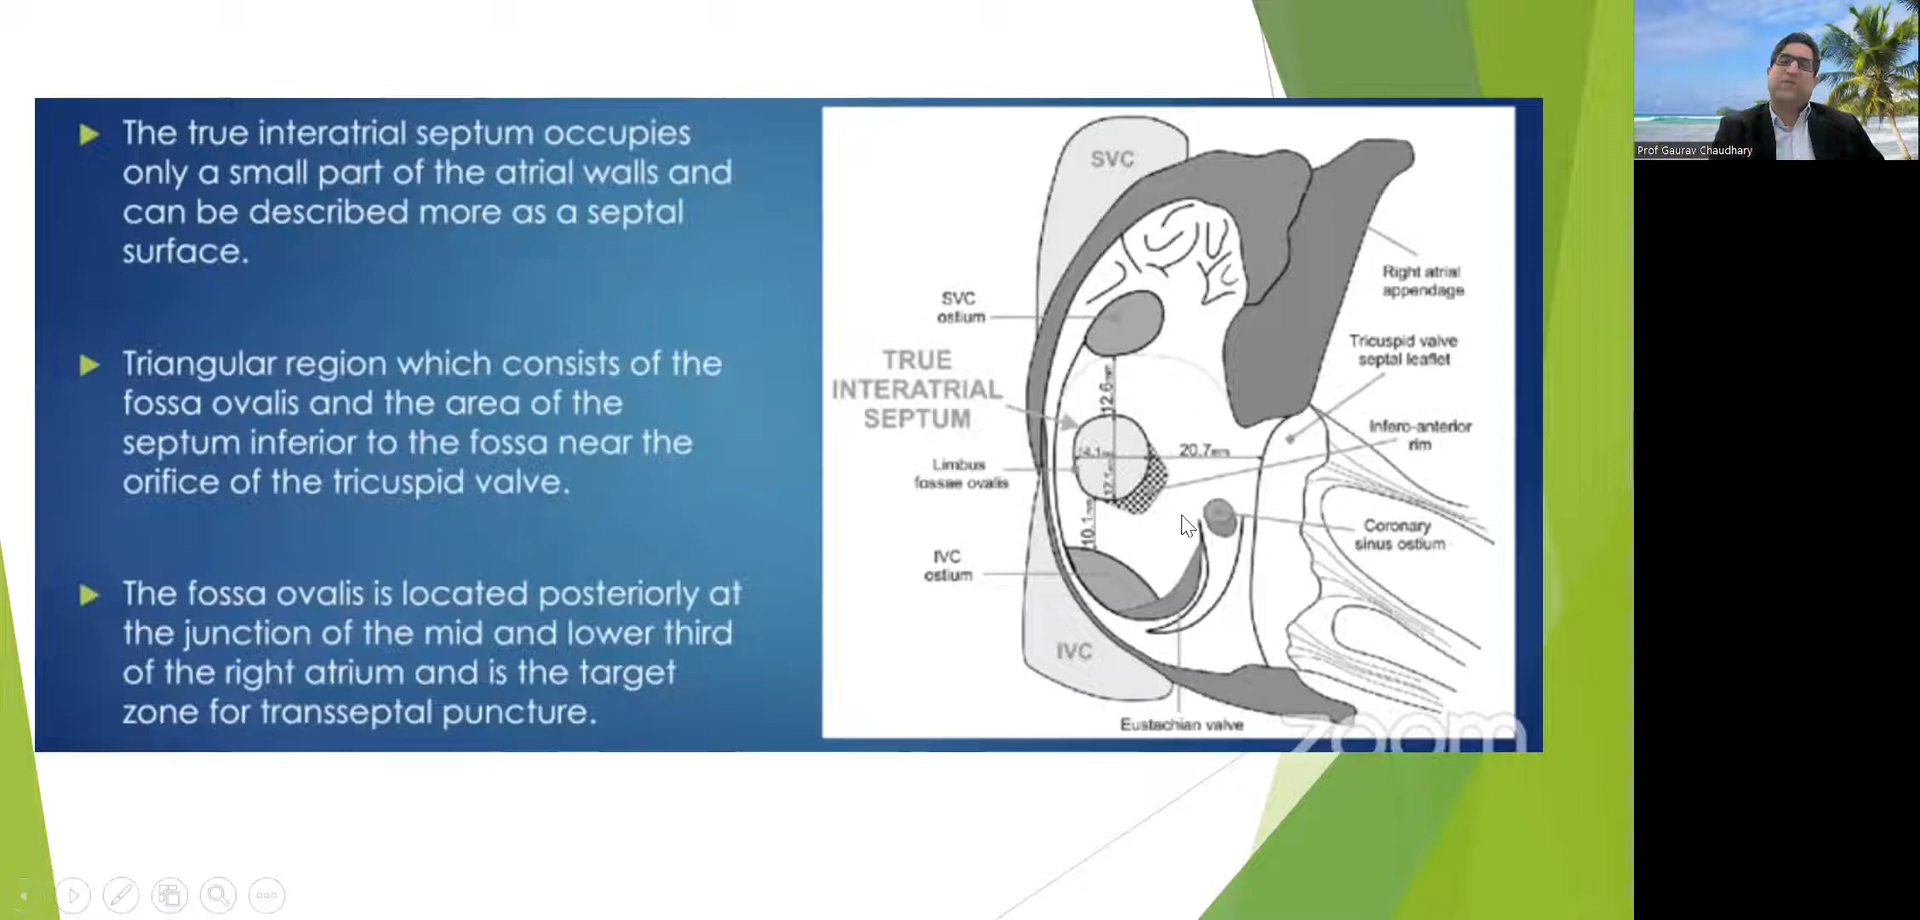 The true interatrial septum occupies
only a small part of the atrial walls and
can be described more as a septal
surface.
Triangular region which consists of the
fossa ovalis and the area of the
septum inferior to the fossa near the
orifice of the tricuspid valve.
The fossa ovalis is located posteriorly at
the junction of the mid and lower third
of the right atrium and is the target
zone for transseptal puncture.
SVC
SVC
ostium
TRUE
INTERATRIAL
SEPTUM
Limbus
fossae ovalis
IVC
ostium
IVC
12.6mm
20.7mm
10.1mm
Right atrial
appendage
Tricuspid valve
septal leaflet
Infero-anterior
rim
Coronary
sinus ostium
Eustachian valve
zoom
Prof Gaurav Chaudhary